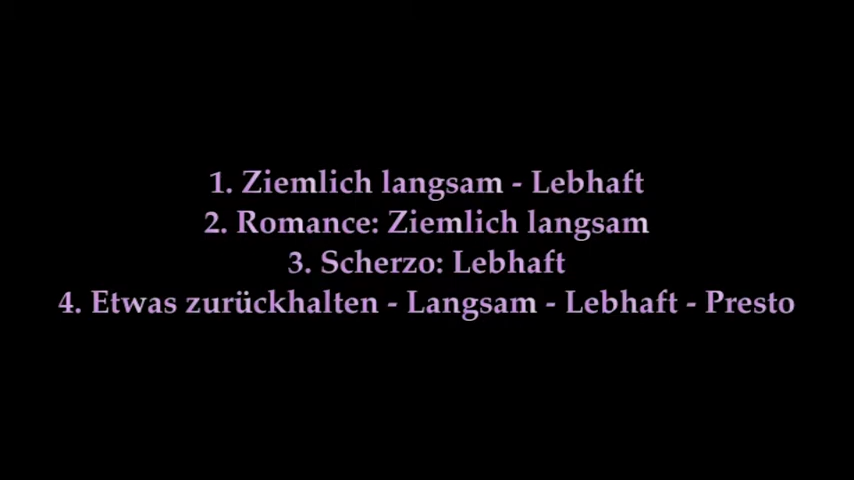 1. Ziemlich langsam - Lebhaft
2. Romance: Ziemlich langsam
3. Scherzo: Lebhaft
4. Etwas zurückhalten - Langsam - Lebhaft - Presto